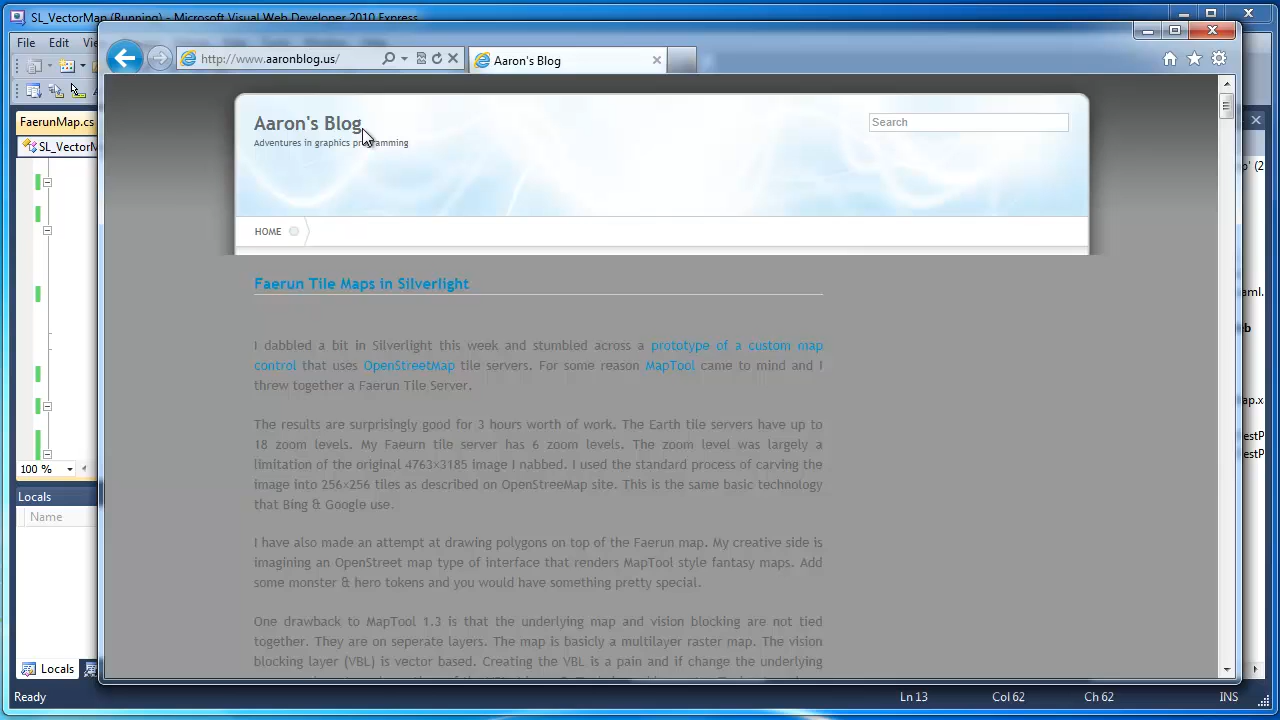 SL_VectorMap (Running) - Microsoft Visual Web Developer 2010 Express
File Edit
http://www.aaronblog.us/
Aaron's Blog
FaerunMap.cs
SL_VectorM
Aaron's Blog
Search
Adventures in graphics programming
HOME
Faerun Tile Maps in Silverlight
I dabbled a bit in Silverlight this week and stumbled across a prototype of a custom map
control that uses OpenStreetMap tile servers. For some reason MapTool came to mind and I
threw together a Faerun Tile Server.
The results are surprisingly good for 3 hours worth of work. The Earth tile servers have up to
18 zoom levels. My Faeurn tile server has 6 zoom levels. The zoom level was largely a
limitation of the original 4763×3185 image I nabbed. I used the standard process of carving the
image into 256×256 tiles as described on OpenStreeMap site. This is the same basic technology
that Bing & Google use.
I have also made an attempt at drawing polygons on top of the Faerun map. My creative side is
imagining an OpenStreet map type of interface that renders MapTool style fantasy maps. Add
some monster & hero tokens and you would have something pretty special.
One drawback to MapTool 1.3 is that the underlying map and vision blocking are not tied
together. They are on seperate layers. The map is basicly a multilayer raster map. The vision
blocking layer (VBL) is vector based. Creating the VBL is a pain and if change the underlying
100 %
Locals
Name
Locals
Ready
Ln 13 Col 62 Ch 62 INS